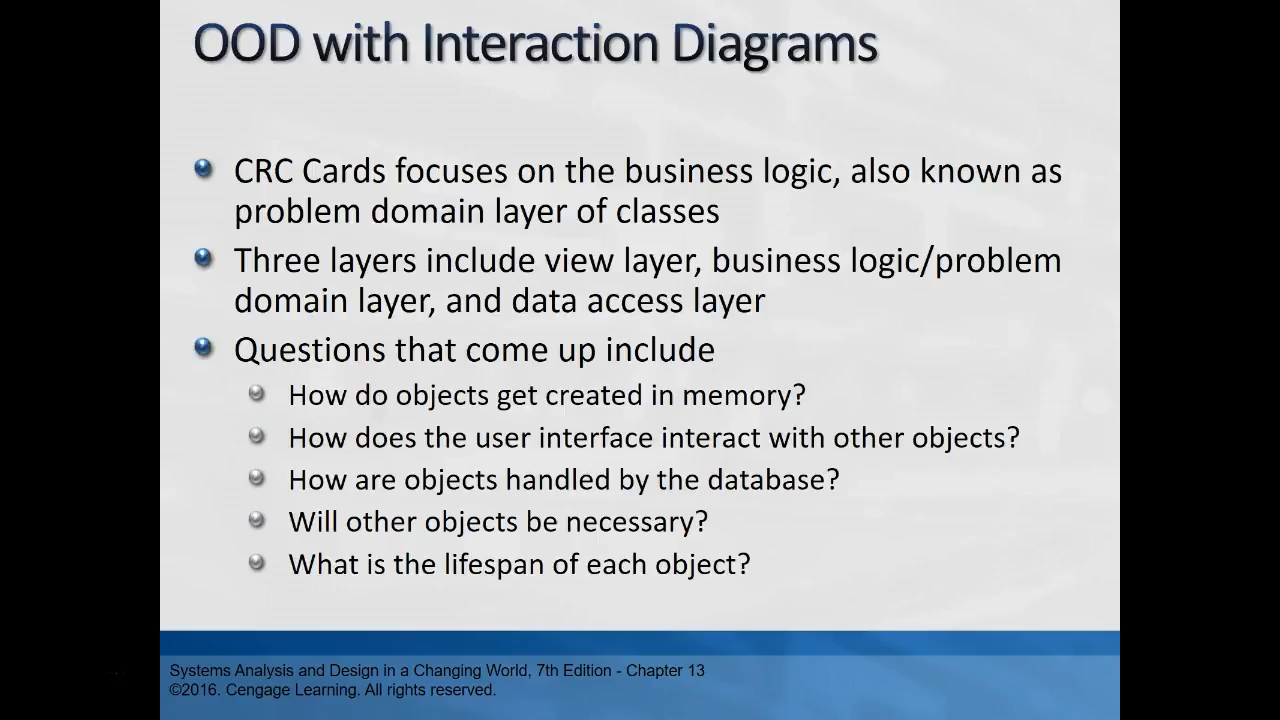 OOD with Interaction Diagrams
CRC Cards focuses on the business logic, also known as
problem domain layer of classes
Three layers include view layer, business logic/problem
domain layer, and data access layer
Questions that come up include
How do objects get created in memory?
How does the user interface interact with other objects?
How are objects handled by the database?
Will other objects be necessary?
What is the lifespan of each object?
Systems Analysis and Design in a Changing World, 7th Edition - Chapter 13
©2016. Cengage Learning. All rights reserved.